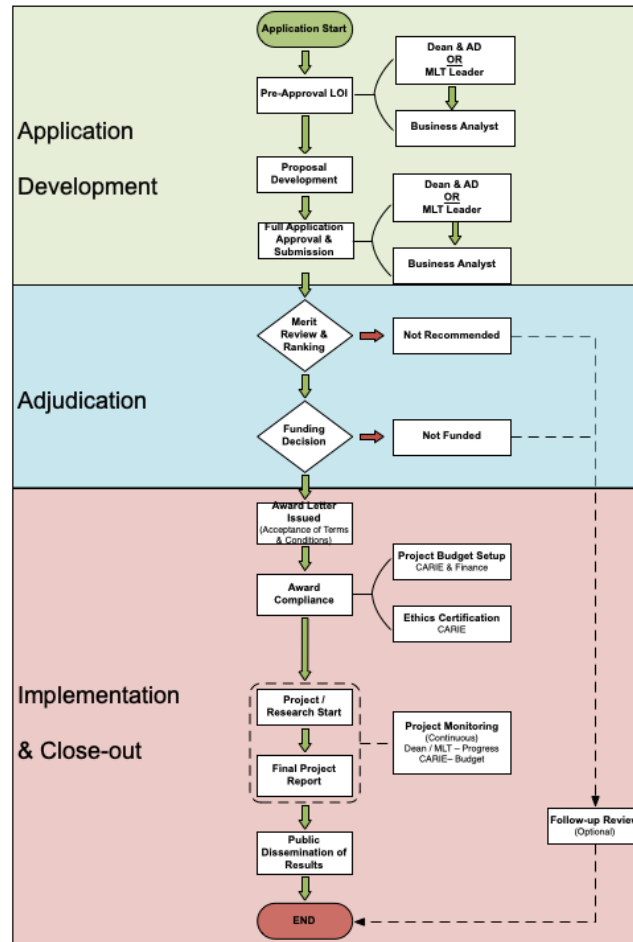 Application Start
Dean & AD
OR
MLT Leader
Pre-Approval LOI
Business Analyst
Application
Development
Proposal
Development
Dean & AD
OR
MLT Leader
Full Application
Approval &
Submission
Business Analyst
Merit
Review &
Ranking
Not Recommended
Adjudication
Funding
Decision
Not Funded
Award Letter
Issued
(Acceptance of Terms
& Conditions)
Project Budget Setup
CARIE & Finance
Award
Compliance
Ethics Certification
CARIE
Implementation
& Close-out
Project /
Research Start
Project Monitoring
(Continuous)
Dean / MLT – Progress
CARIE– Budget
Final Project
Report
Public
Dissemination of
Results
Follow-up Review
(Optional)
END